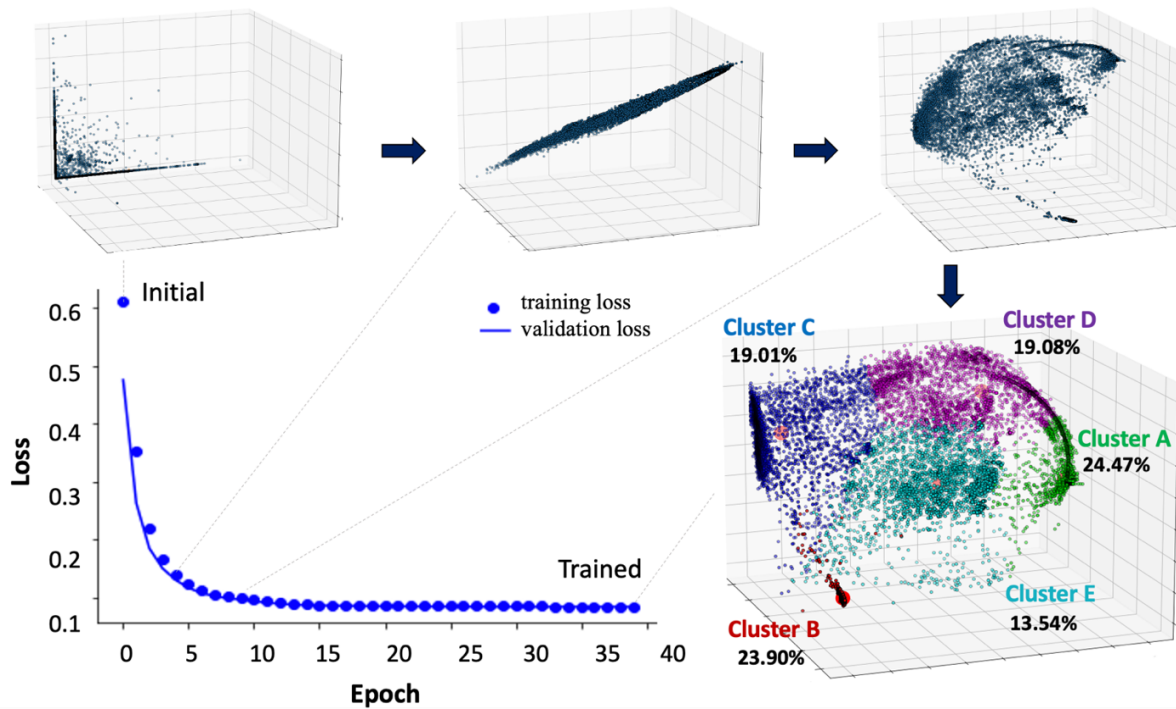 Initial
training loss
validation loss
0.6
0.5
0.4
0.3
0.2
0.1
Loss
0
5
10
15
20
25
30
35
40
Epoch
Trained
Cluster C
19.01%
Cluster D
19.08%
Cluster A
24.47%
Cluster E
13.54%
Cluster B
23.90%